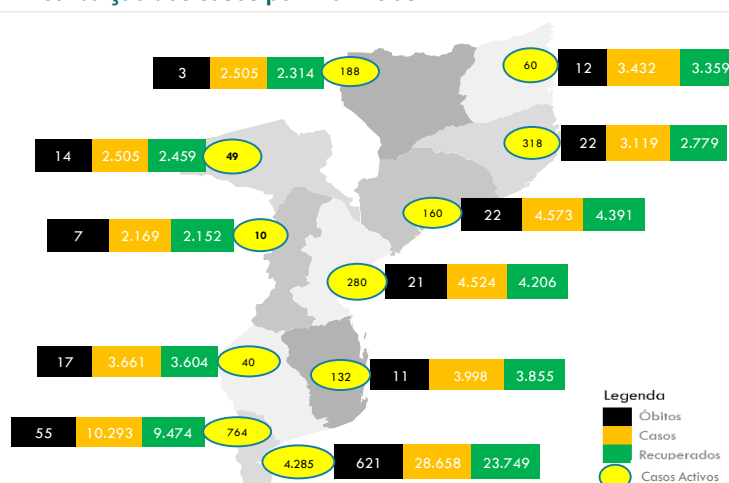 3 2.505 2.314 188
60 12 3.432 3.359
14 2.505 2.459 49
318 22 3.119 2.779
160 22 4.573 4.391
7 2.169 2.152 10
280 21 4.524 4.206
17 3.661 3.604 40
132 11 3.998 3.855
55 10.293 9.474 764
4.285 621 28.658 23.749
Legenda
Óbitos
Casos
Recuperados
Casos Activos